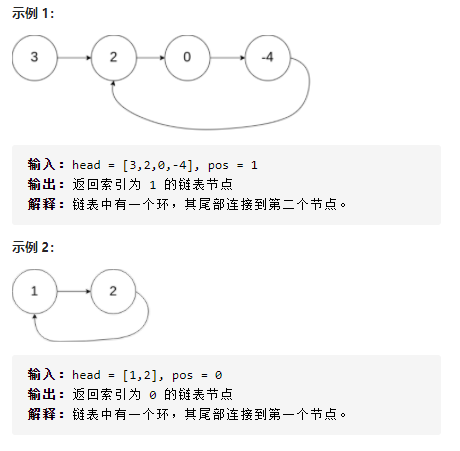 示例 1：
3 2 0 -4
输入：head = [3,2,0,-4], pos = 1
输出：返回索引为 1 的链表节点
解释：链表中有一个环，其尾部连接到第二个节点。
示例 2：
1 2
输入：head = [1,2], pos = 0
输出：返回索引为 0 的链表节点
解释：链表中有一个环，其尾部连接到第一个节点。